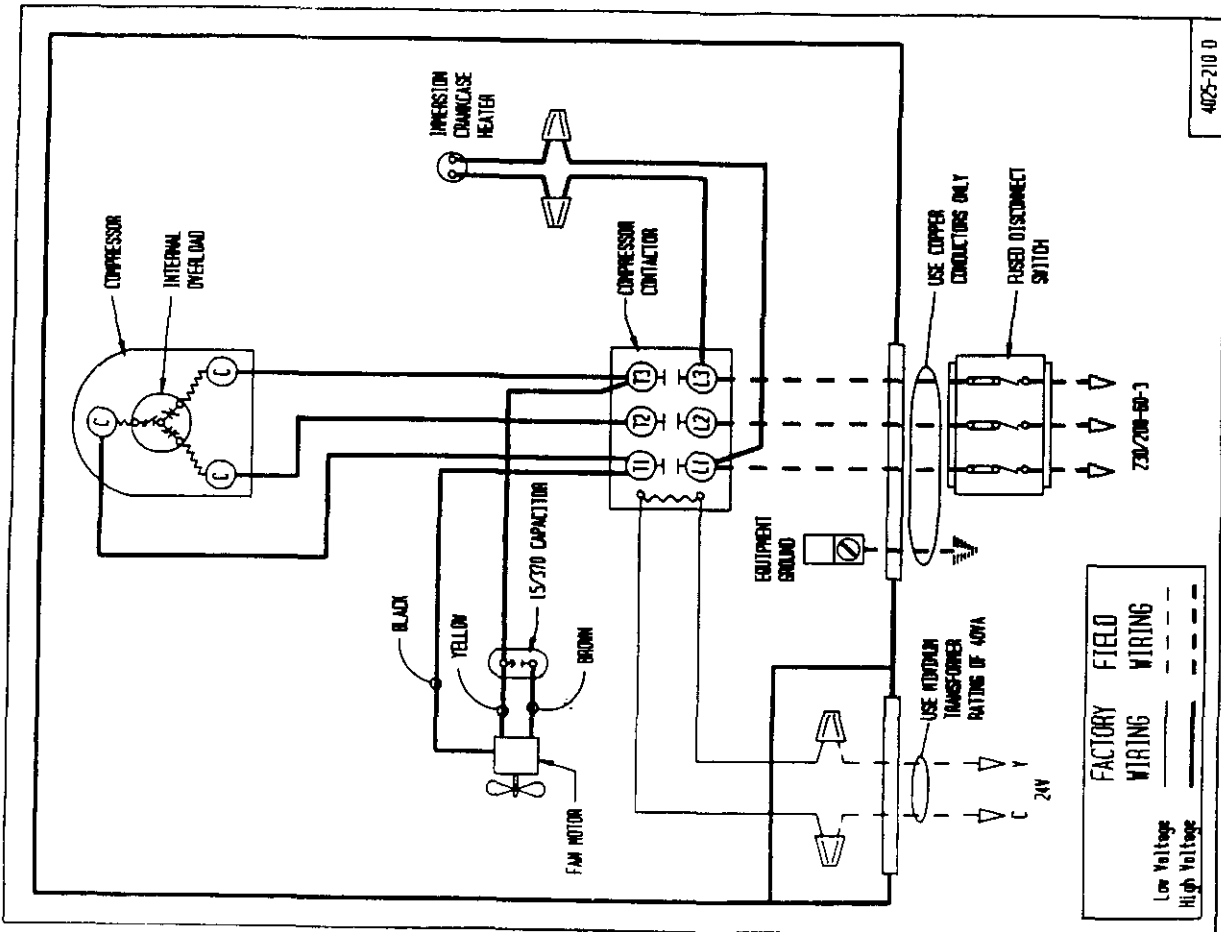 COMPRESSOR
INTERNAL
OVERLOAD
C
C
C
IMMERSION
CRANKCASE
HEATER
BLACK
YELLOW
15/370 CAPACITOR
BROWN
FAN MOTOR
COMPRESSOR
CONTACTOR
T1
T2
T3
L1
L2
L3
EQUIPMENT
GROUND
USE COPPER
CONDUCTORS ONLY
FUSED DISCONNECT
SWITCH
230/208-60-3
USE MINIMUM
TRANSFORMER
RATING OF 40VA
C
Y
24V
FACTORY WIRING
FIELD WIRING
Low Voltage
High Voltage
4025-210 D